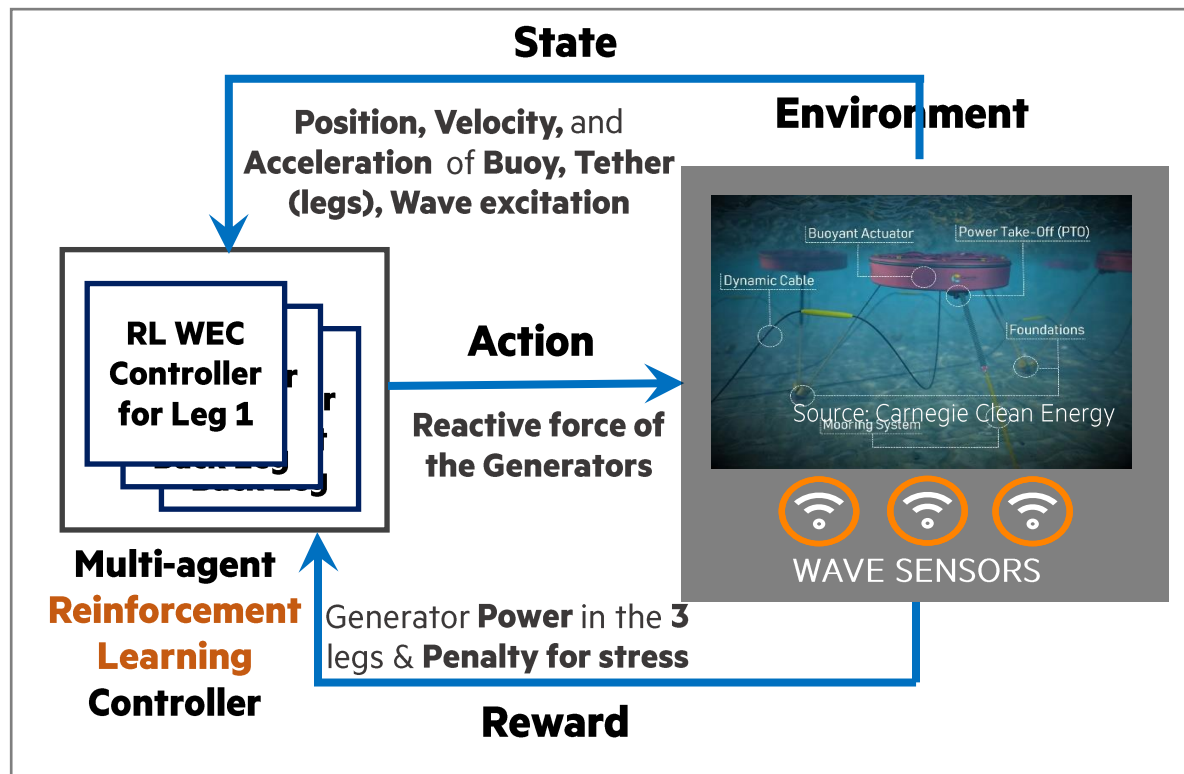 State
Environment
Position, Velocity, and
Acceleration of Buoy, Tether
(legs), Wave excitation
Buoyant Actuator
Power Take-Off (PTO)
Dynamic Cable
Foundations
Source: Carnegie Clean Energy
Mooring System
RL WEC
Controller
for Leg 1
Back Leg
Action
Reactive force of
the Generators
WAVE SENSORS
Multi-agent
Reinforcement
Learning
Controller
Generator Power in the 3
legs & Penalty for stress
Reward